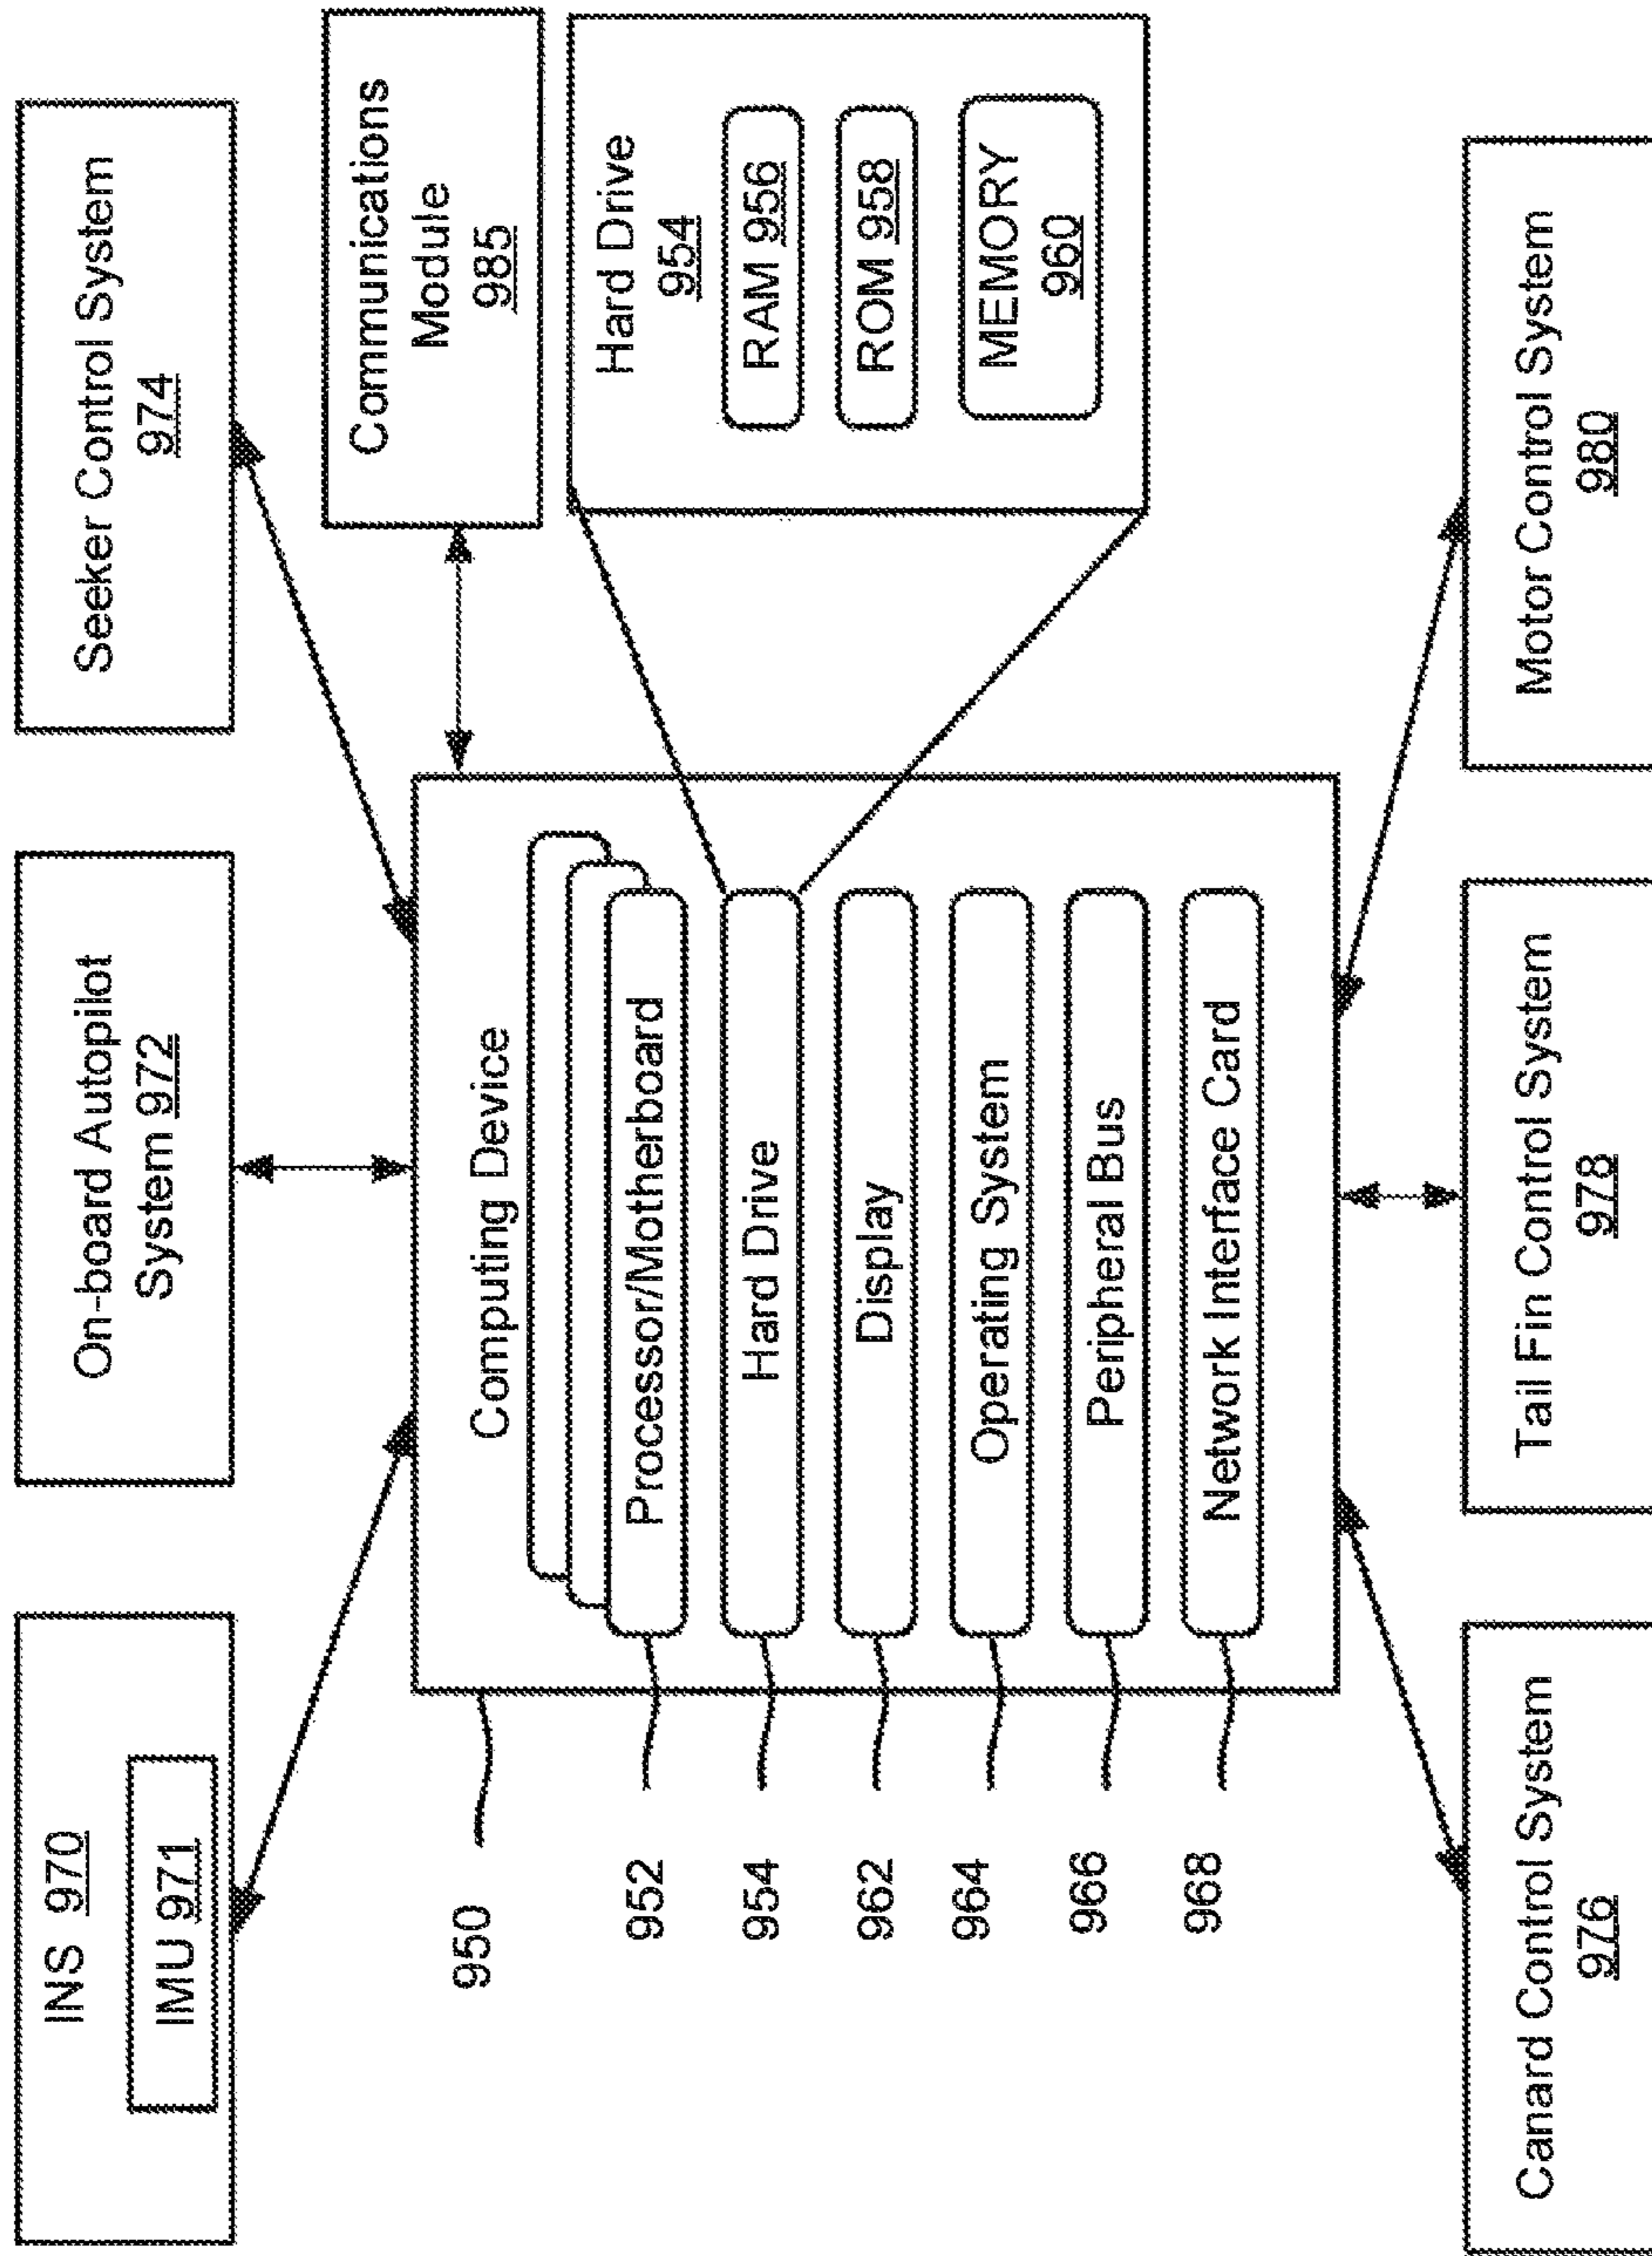 INS 970
IMU 971
On-board Autopilot
System 972
Seeker Control System
974
Communications
Module
985
950
Computing Device
952
Processor/Motherboard
954
Hard Drive
962
Display
964
Operating System
966
Peripheral Bus
968
Network Interface Card
Hard Drive
954
RAM 956
ROM 958
MEMORY
960
Canard Control System
976
Tail Fin Control System
978
Motor Control System
980